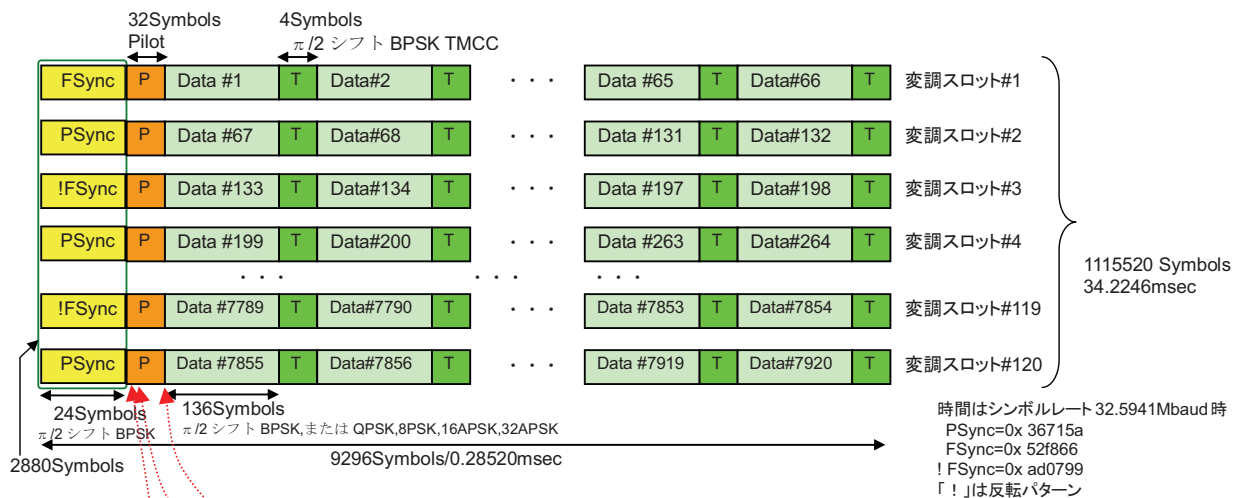 32Symbols
Pilot
4Symbols
π/2 シフト BPSK TMCC
FSync P Data #1 T Data#2 T ・・・ Data #65 T Data#66 T 変調スロット#1
PSync P Data #67 T Data#68 T ・・・ Data #131 T Data#132 T 変調スロット#2
!FSync P Data #133 T Data#134 T ・・・ Data #197 T Data#198 T 変調スロット#3
PSync P Data #199 T Data#200 T ・・・ Data #263 T Data#264 T 変調スロット#4
・・・ ・・・ ・・・
!FSync P Data #7789 T Data#7790 T ・・・ Data #7853 T Data#7854 T 変調スロット#119
PSync P Data #7855 T Data#7856 T ・・・ Data #7919 T Data#7920 T 変調スロット#120
1115520 Symbols
34.2246msec
24Symbols
π/2 シフト BPSK
136Symbols
π/2 シフト BPSK,または QPSK,8PSK,16APSK,32APSK
2880Symbols
9296Symbols/0.28520msec
時間はシンボルレート 32.5941Mbaud 時
PSync=0x 36715a
FSync=0x 52f866
! FSync=0x ad0799
「！」は反転パターン